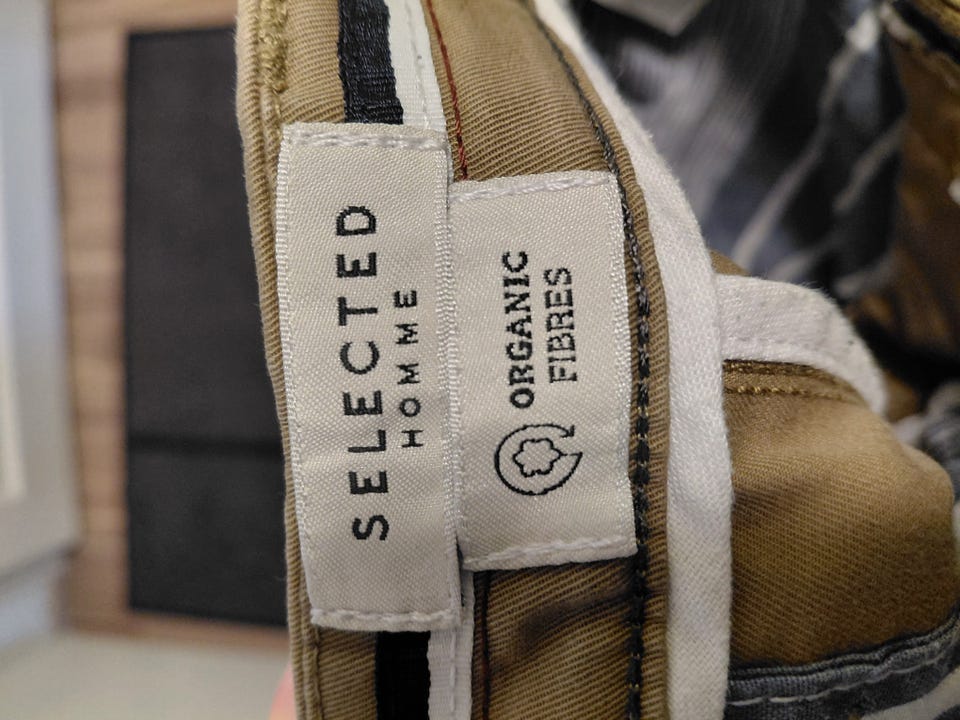 SELECTED
HOMME
ORGANIC
FIBRES